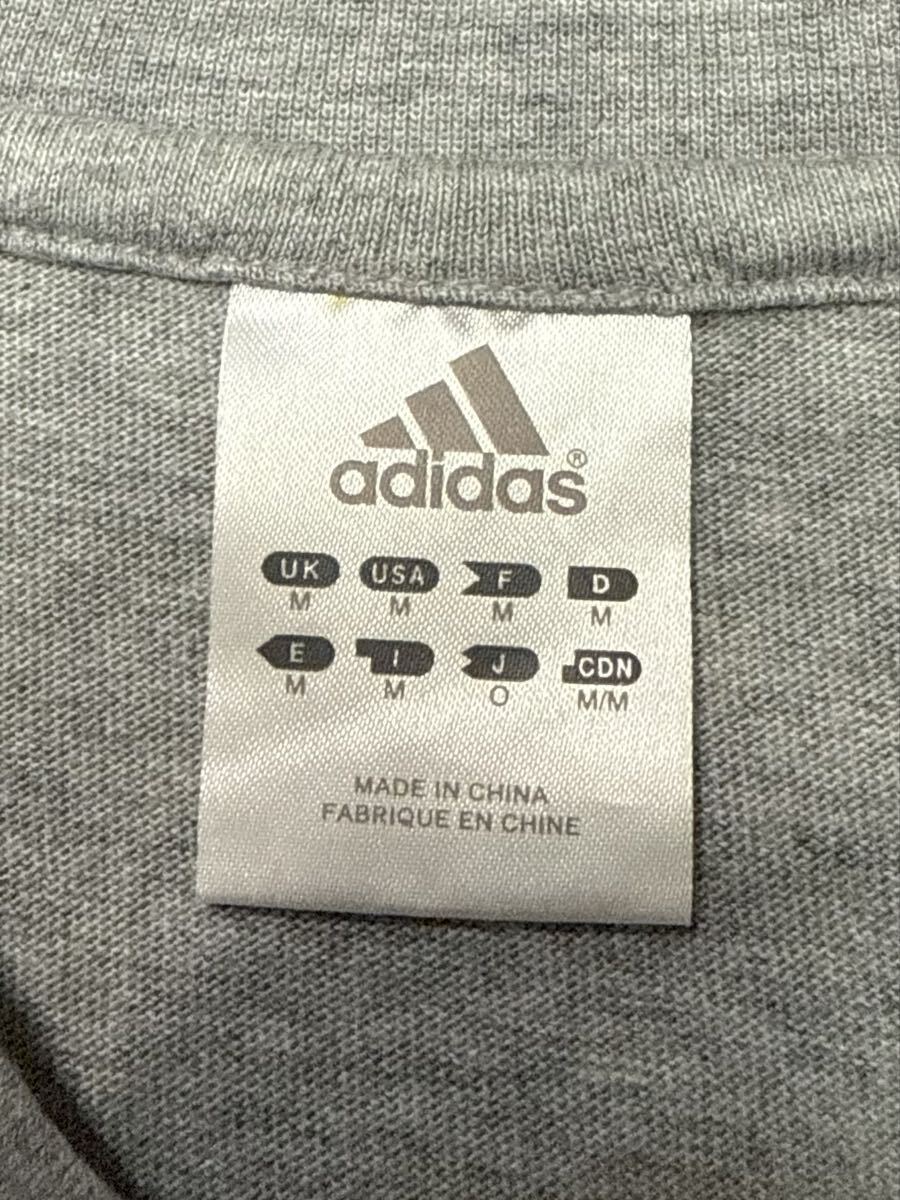 adidas®
UK USA F D
M M M M
E I J CDN
M M O M/M
MADE IN CHINA
FABRIQUE EN CHINE